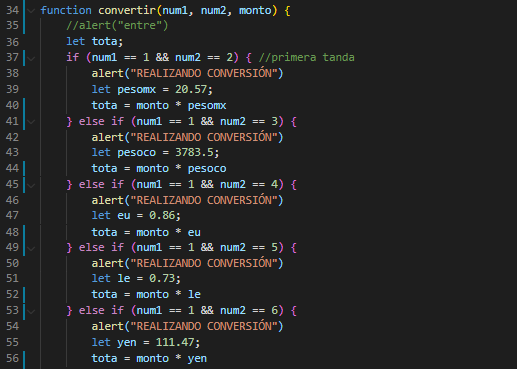 34 function convertir(num1, num2, monto) {
35 //alert("entre")
36 let tota;
37 if (num1 == 1 && num2 == 2) { //primera tanda
38 alert("REALIZANDO CONVERSIÓN")
39 let pesomx = 20.57;
40 tota = monto * pesomx
41 } else if (num1 == 1 && num2 == 3) {
42 alert("REALIZANDO CONVERSIÓN")
43 let pesoco = 3783.5;
44 tota = monto * pesoco
45 } else if (num1 == 1 && num2 == 4) {
46 alert("REALIZANDO CONVERSIÓN")
47 let eu = 0.86;
48 tota = monto * eu
49 } else if (num1 == 1 && num2 == 5) {
50 alert("REALIZANDO CONVERSIÓN")
51 let le = 0.73;
52 tota = monto * le
53 } else if (num1 == 1 && num2 == 6) {
54 alert("REALIZANDO CONVERSIÓN")
55 let yen = 111.47;
56 tota = monto * yen